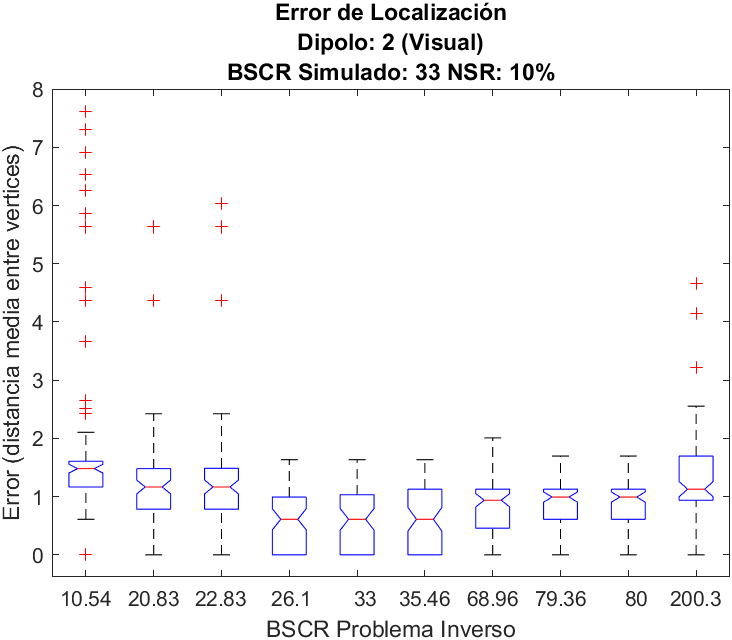 Error de Localización
Dipolo: 2 (Visual)
BSCR Simulado: 33 NSR: 10%
Error (distancia media entre vertices)
8
7
6
5
4
3
2
1
0
10.54 20.83 22.83 26.1 33 35.46 68.96 79.36 80 200.3
BSCR Problema Inverso